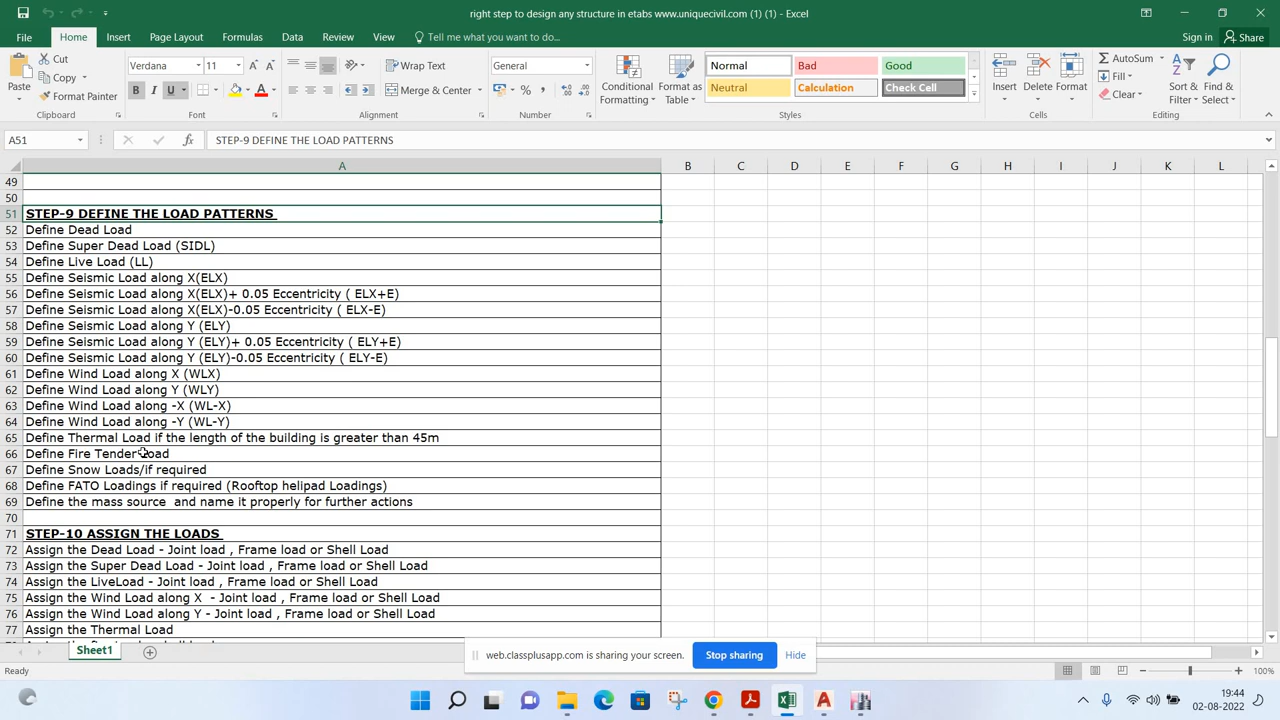 right step to design any structure in etabs www.uniquecivil.com (1) (1) - Excel
File Home Insert Page Layout Formulas Data Review View Tell me what you want to do... Sign in Share
Cut
Copy
Format Painter
Paste
Clipboard
Verdana 11
B I U
Font
Wrap Text
Merge & Center
Alignment
General
Number
Conditional Formatting
Format as Table
Normal Bad Good
Neutral Calculation Check Cell
Styles
Insert Delete Format
Cells
AutoSum
Fill
Clear
Sort & Filter
Find & Select
Editing
A51 fx STEP-9 DEFINE THE LOAD PATTERNS
A B C D E F G H I J K L
49
50
51 STEP-9 DEFINE THE LOAD PATTERNS
52 Define Dead Load
53 Define Super Dead Load (SIDL)
54 Define Live Load (LL)
55 Define Seismic Load along X(ELX)
56 Define Seismic Load along X(ELX)+ 0.05 Eccentricity ( ELX+E)
57 Define Seismic Load along X(ELX)-0.05 Eccentricity ( ELX-E)
58 Define Seismic Load along Y (ELY)
59 Define Seismic Load along Y (ELY)+ 0.05 Eccentricity ( ELY+E)
60 Define Seismic Load along Y (ELY)-0.05 Eccentricity ( ELY-E)
61 Define Wind Load along X (WLX)
62 Define Wind Load along Y (WLY)
63 Define Wind Load along -X (WL-X)
64 Define Wind Load along -Y (WL-Y)
65 Define Thermal Load if the length of the building is greater than 45m
66 Define Fire Tender Load
67 Define Snow Loads/if required
68 Define FATO Loadings if required (Rooftop helipad Loadings)
69 Define the mass source and name it properly for further actions
70
71 STEP-10 ASSIGN THE LOADS
72 Assign the Dead Load - Joint load , Frame load or Shell Load
73 Assign the Super Dead Load - Joint load , Frame load or Shell Load
74 Assign the LiveLoad - Joint load , Frame load or Shell Load
75 Assign the Wind Load along X - Joint load , Frame load or Shell Load
76 Assign the Wind Load along Y - Joint load , Frame load or Shell Load
77 Assign the Thermal Load
Sheet1
web.classplusapp.com is sharing your screen. Stop sharing Hide
Ready 100%
19:44
02-08-2022